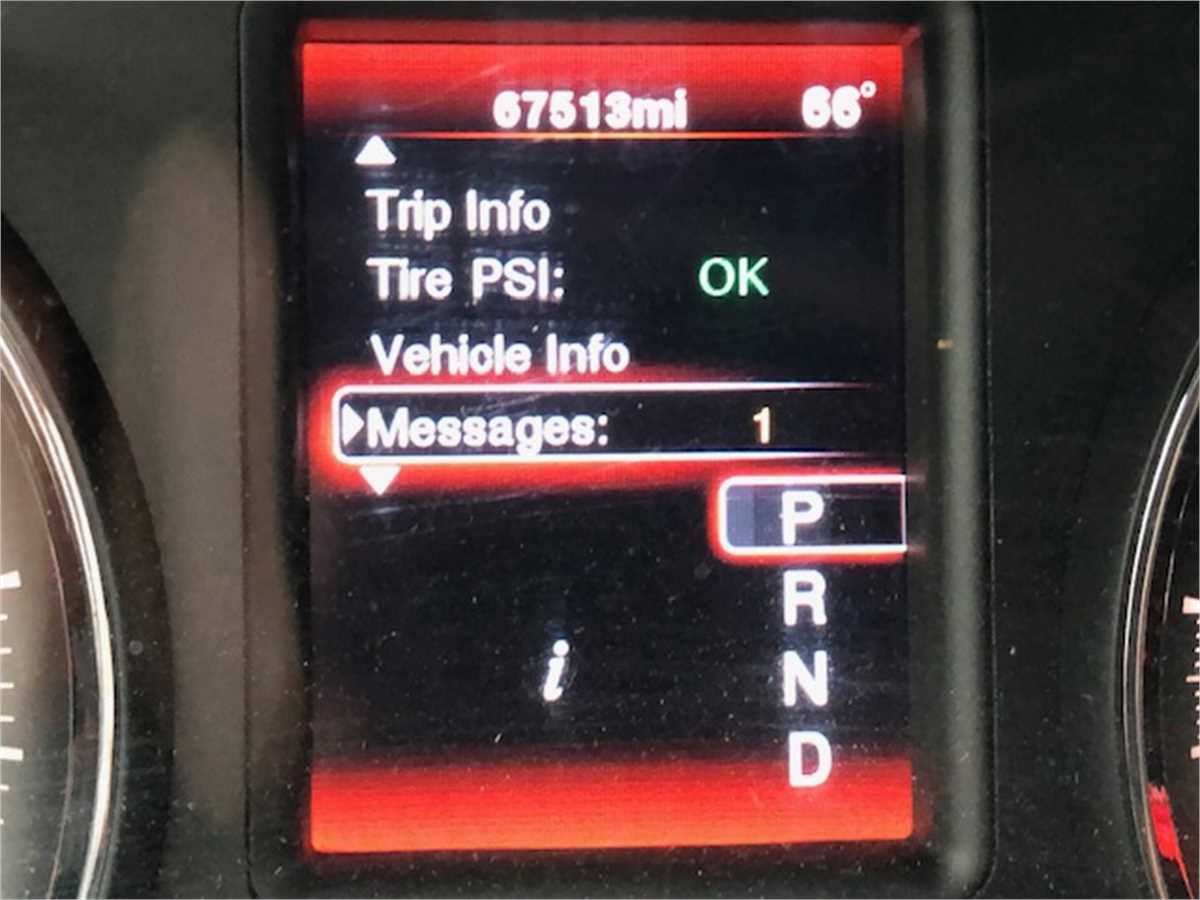 67513mi 66°
Trip Info
Tire PSI: OK
Vehicle Info
Messages: 1
P
R
i
N
D